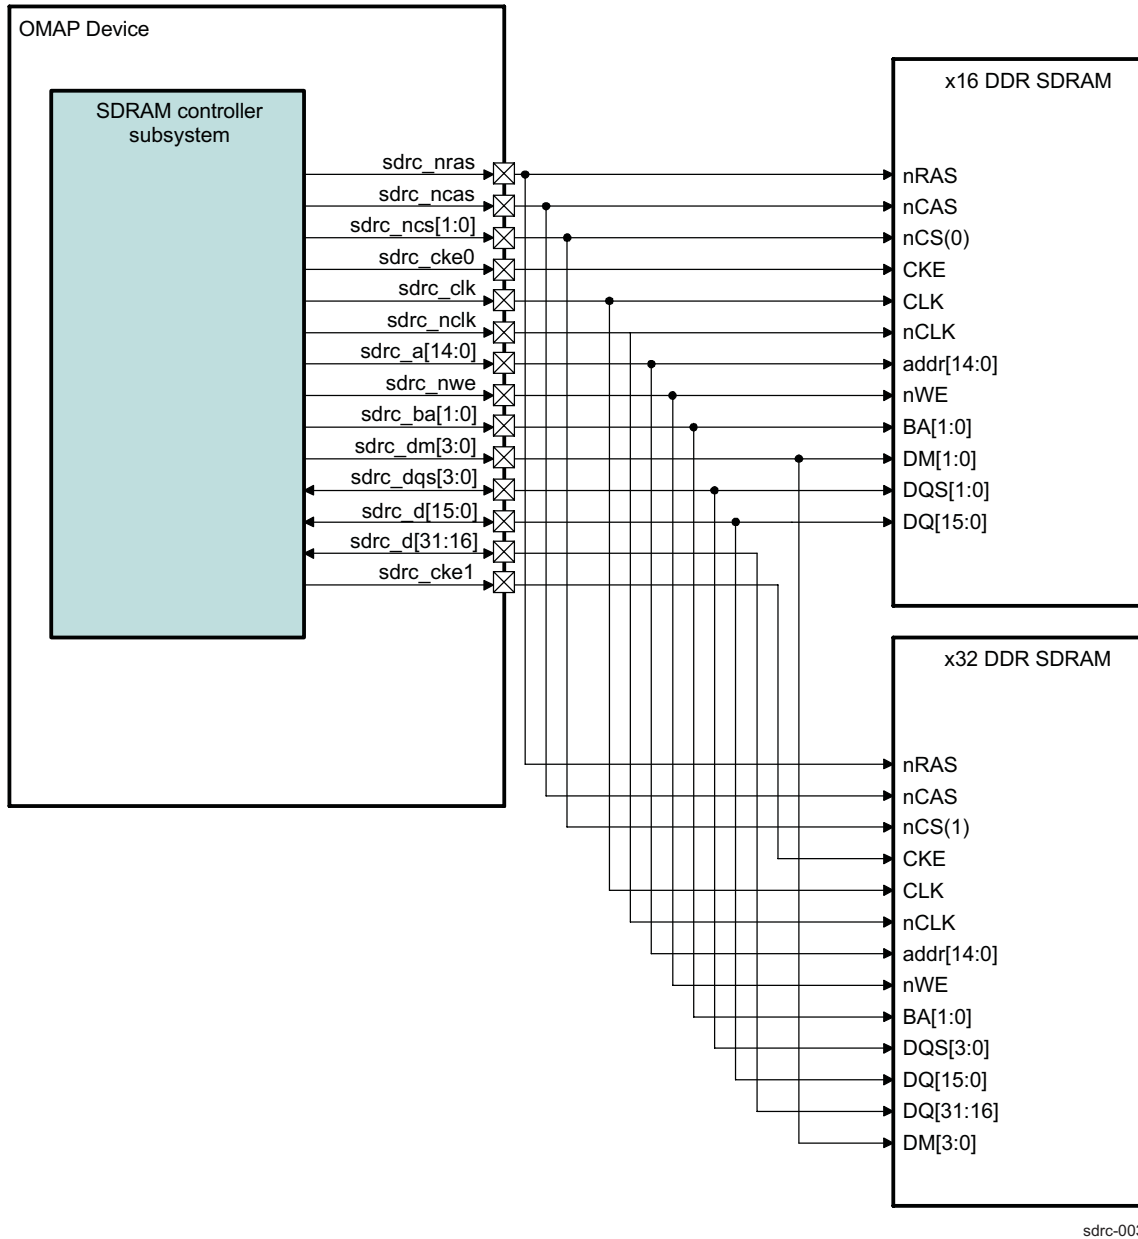 OMAP Device
SDRAM controller
subsystem
sdrc_nras
sdrc_ncas
sdrc_ncs[1:0]
sdrc_cke0
sdrc_clk
sdrc_nclk
sdrc_a[14:0]
sdrc_nwe
sdrc_ba[1:0]
sdrc_dm[3:0]
sdrc_dqs[3:0]
sdrc_d[15:0]
sdrc_d[31:16]
sdrc_cke1
x16 DDR SDRAM
nRAS
nCAS
nCS(0)
CKE
CLK
nCLK
addr[14:0]
nWE
BA[1:0]
DM[1:0]
DQS[1:0]
DQ[15:0]
x32 DDR SDRAM
nRAS
nCAS
nCS(1)
CKE
CLK
nCLK
addr[14:0]
nWE
BA[1:0]
DQS[3:0]
DQ[15:0]
DQ[31:16]
DM[3:0]
sdrc-003